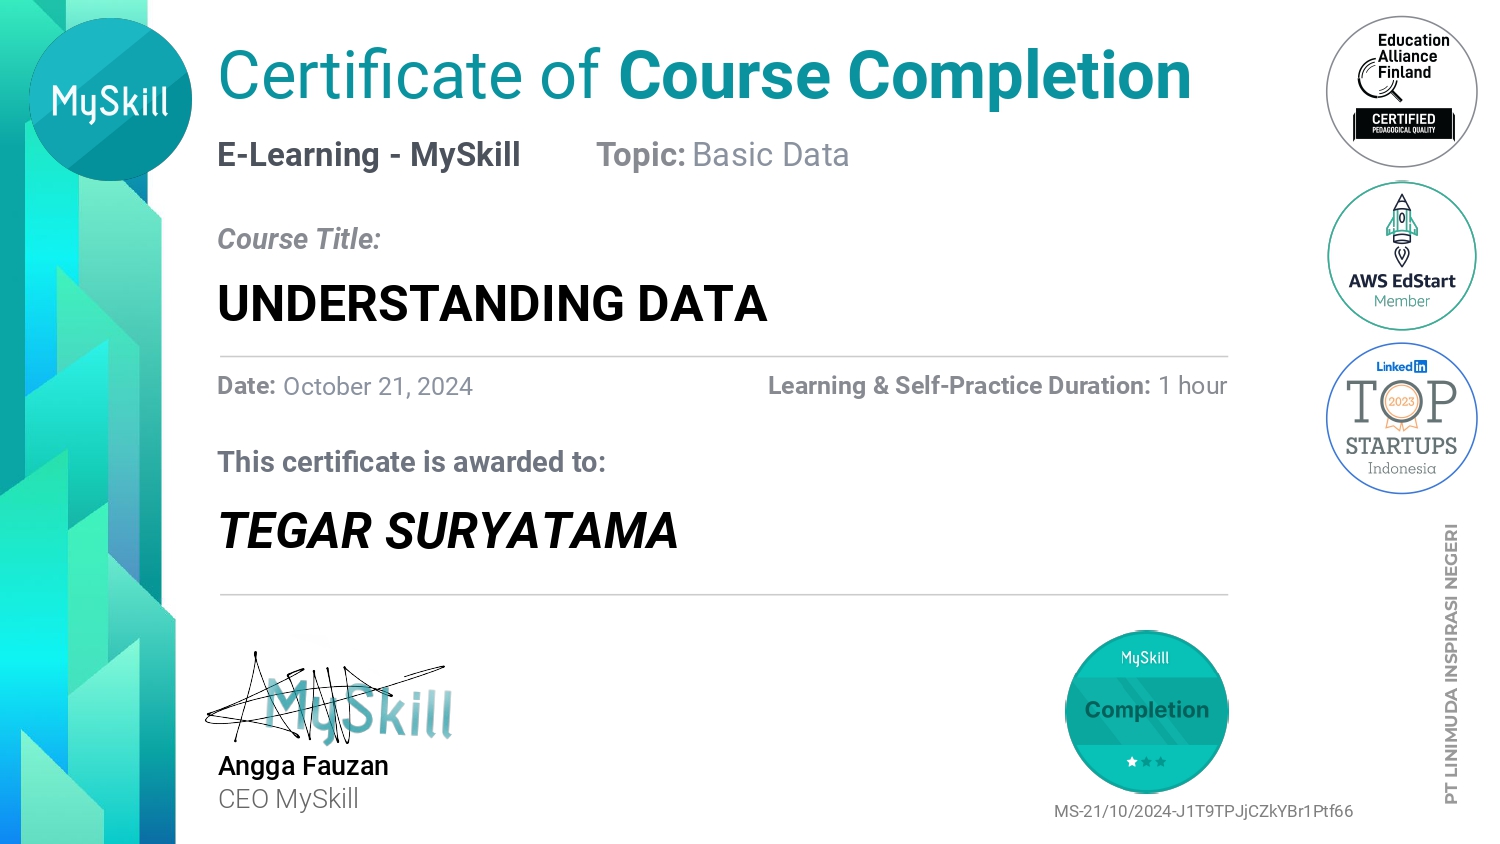 MySkill
Certificate of Course Completion
E-Learning - MySkill
Topic: Basic Data
Course Title:
UNDERSTANDING DATA
Date: October 21, 2024
Learning & Self-Practice Duration: 1 hour
This certificate is awarded to:
TEGAR SURYATAMA
MySkill
Angga Fauzan
CEO MySkill
MySkill
Completion
MS-21/10/2024-J1T9TPJjCZkYBr1Ptf66
Education
Alliance
Finland
CERTIFIED
PEDAGOGICAL QUALITY
AWS EdStart
Member
Linked in
TOP
2023
STARTUPS
Indonesia
PT LINIMUDA INSPIRASI NEGERI